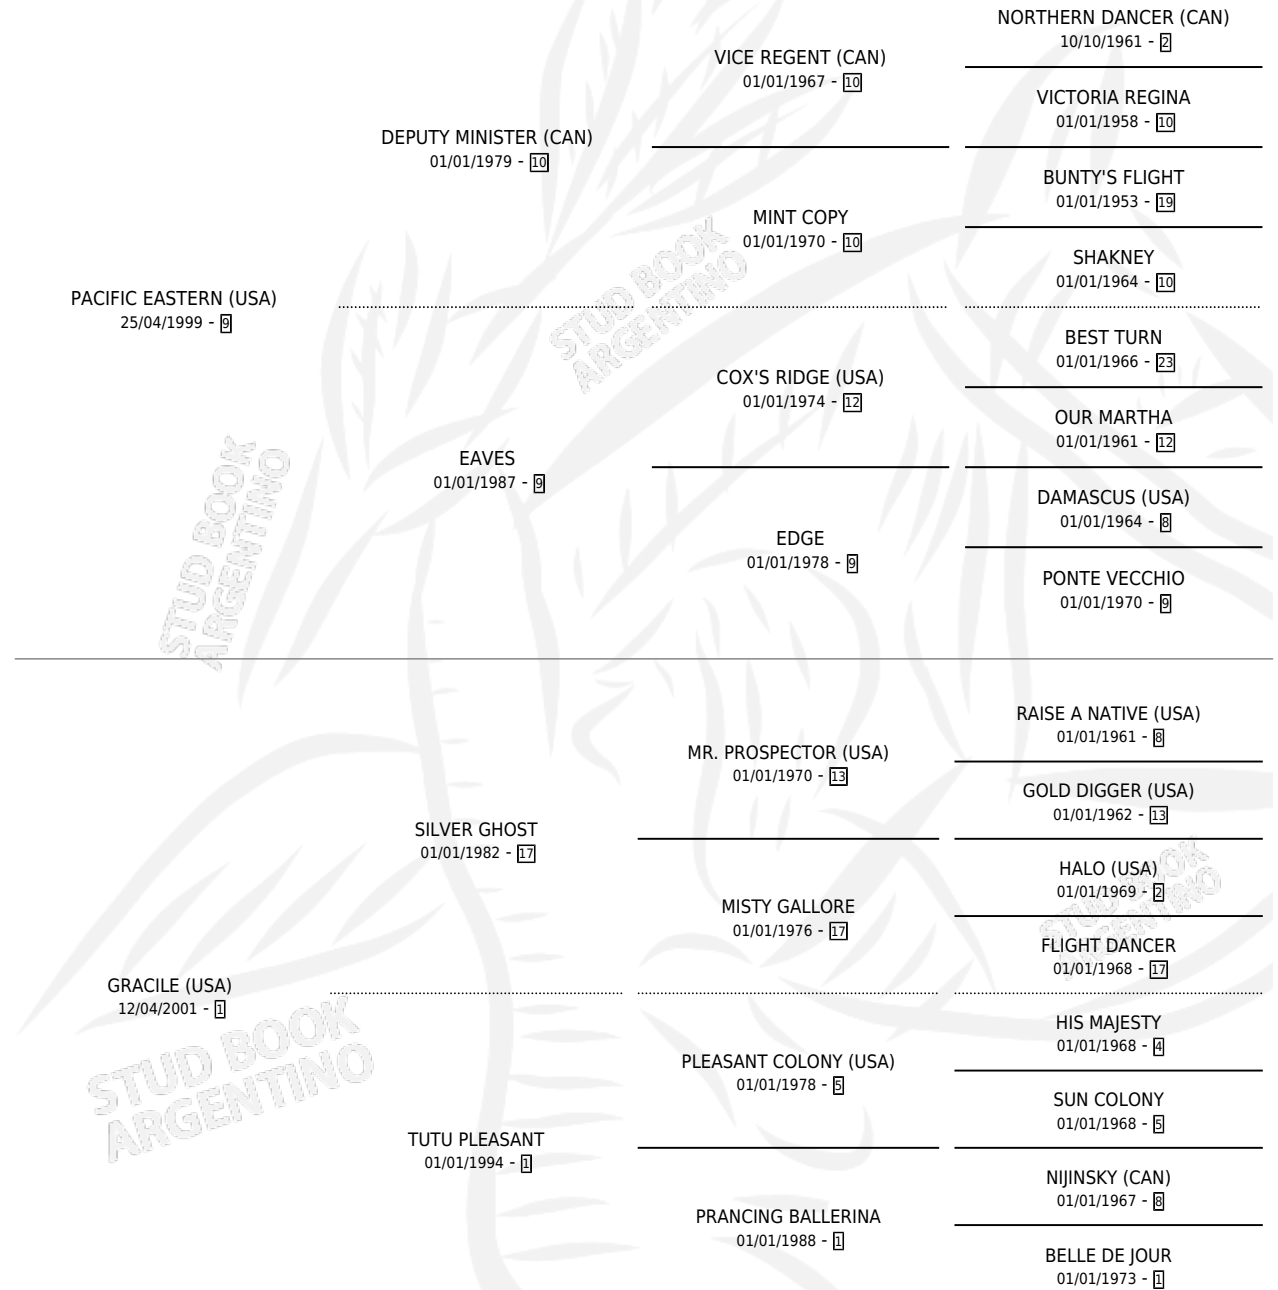 NORTHERN DANCER (CAN)
10/10/1961 - 2
VICE REGENT (CAN)
01/01/1967 - 10
VICTORIA REGINA
01/01/1958 - 10
DEPUTY MINISTER (CAN)
01/01/1979 - 10
BUNTY'S FLIGHT
01/01/1953 - 19
MINT COPY
01/01/1970 - 10
SHAKNEY
01/01/1964 - 10
PACIFIC EASTERN (USA)
25/04/1999 - 9
BEST TURN
01/01/1966 - 23
COX'S RIDGE (USA)
01/01/1974 - 12
OUR MARTHA
01/01/1961 - 12
EAVES
01/01/1987 - 9
DAMASCUS (USA)
01/01/1964 - 8
EDGE
01/01/1978 - 9
PONTE VECCHIO
01/01/1970 - 9
RAISE A NATIVE (USA)
01/01/1961 - 8
MR. PROSPECTOR (USA)
01/01/1970 - 13
GOLD DIGGER (USA)
01/01/1962 - 13
SILVER GHOST
01/01/1982 - 17
HALO (USA)
01/01/1969 - 2
MISTY GALLORE
01/01/1976 - 17
FLIGHT DANCER
01/01/1968 - 17
GRACILE (USA)
12/04/2001 - 1
HIS MAJESTY
01/01/1968 - 4
PLEASANT COLONY (USA)
01/01/1978 - 5
SUN COLONY
01/01/1968 - 5
TUTU PLEASANT
01/01/1994 - 1
NIJINSKY (CAN)
01/01/1967 - 8
PRANCING BALLERINA
01/01/1988 - 1
BELLE DE JOUR
01/01/1973 - 1
STUD BOOK
ARGENTINO
STUD BOOK
ARGENTINO
STUD BOOK
ARGENTINO
STUD BOOK
ARGENTINO